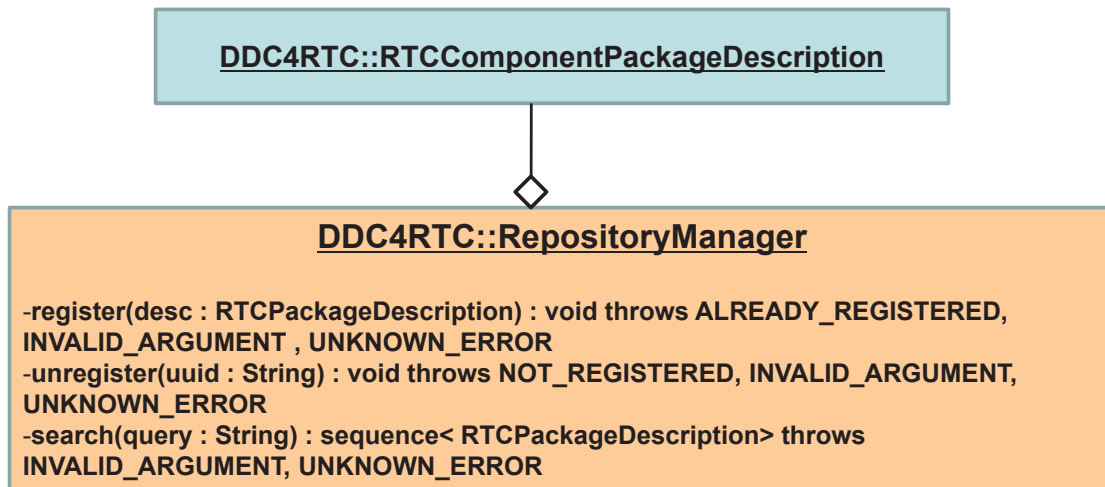 DDC4RTC::RTCComponentPackageDescription
DDC4RTC::RepositoryManager
-register(desc : RTCPackageDescription) : void throws ALREADY_REGISTERED,
INVALID_ARGUMENT , UNKNOWN_ERROR
-unregister(uuid : String) : void throws NOT_REGISTERED, INVALID_ARGUMENT,
UNKNOWN_ERROR
-search(query : String) : sequence< RTCPackageDescription> throws
INVALID_ARGUMENT, UNKNOWN_ERROR